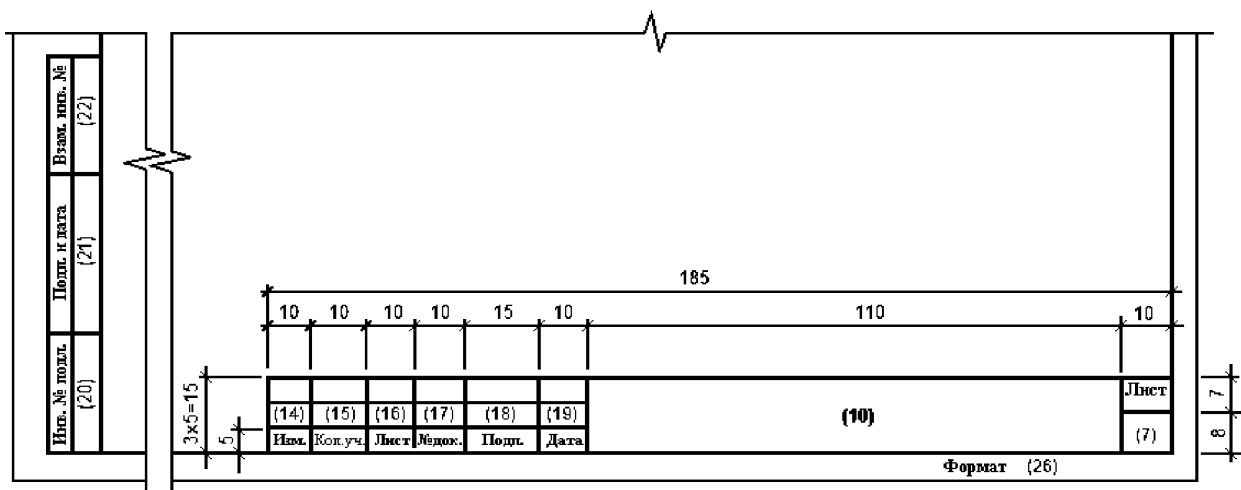 Взам. инв. №
(22)
Подп. и дата
(21)
Инв. № подл.
(20)
185
10 10 10 10 15 10 110 10
3x5=15
5
(14) (15) (16) (17) (18) (19)
Изм. Кол.уч. Лист №док. Подп. Дата
(10)
Лист
(7)
7
8
Формат (26)